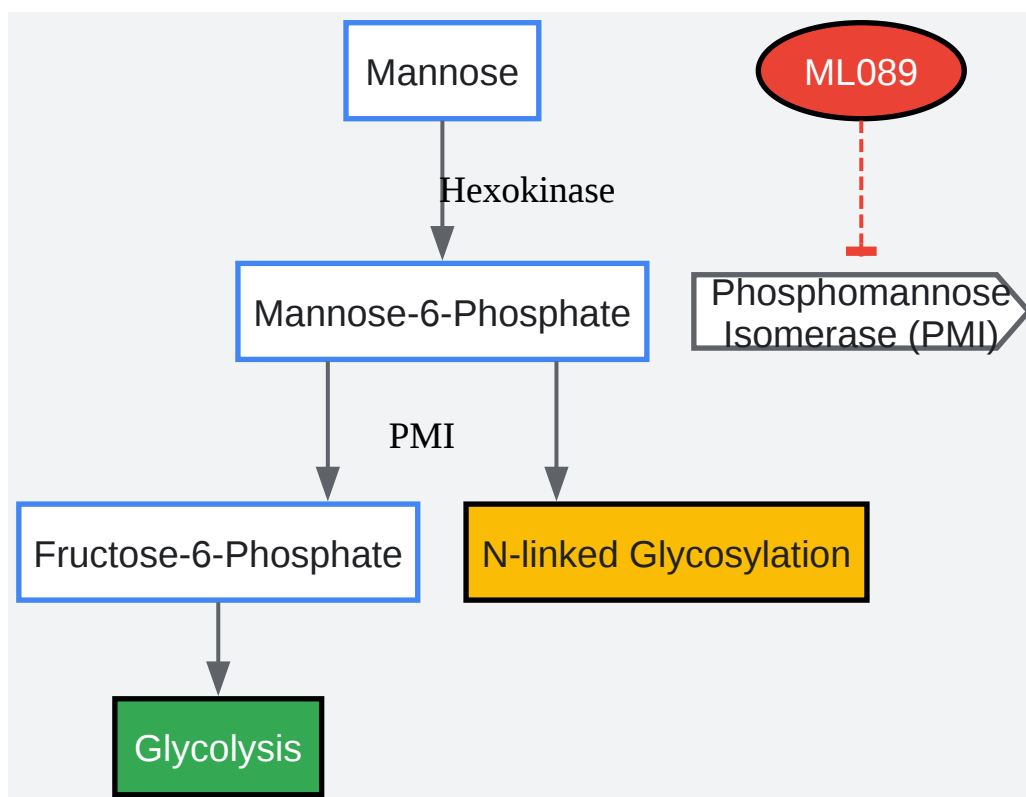 Mannose
ML089
Hexokinase
Mannose-6-Phosphate
Phosphomannose
Isomerase (PMI)
PMI
Fructose-6-Phosphate
N-linked Glycosylation
Glycolysis